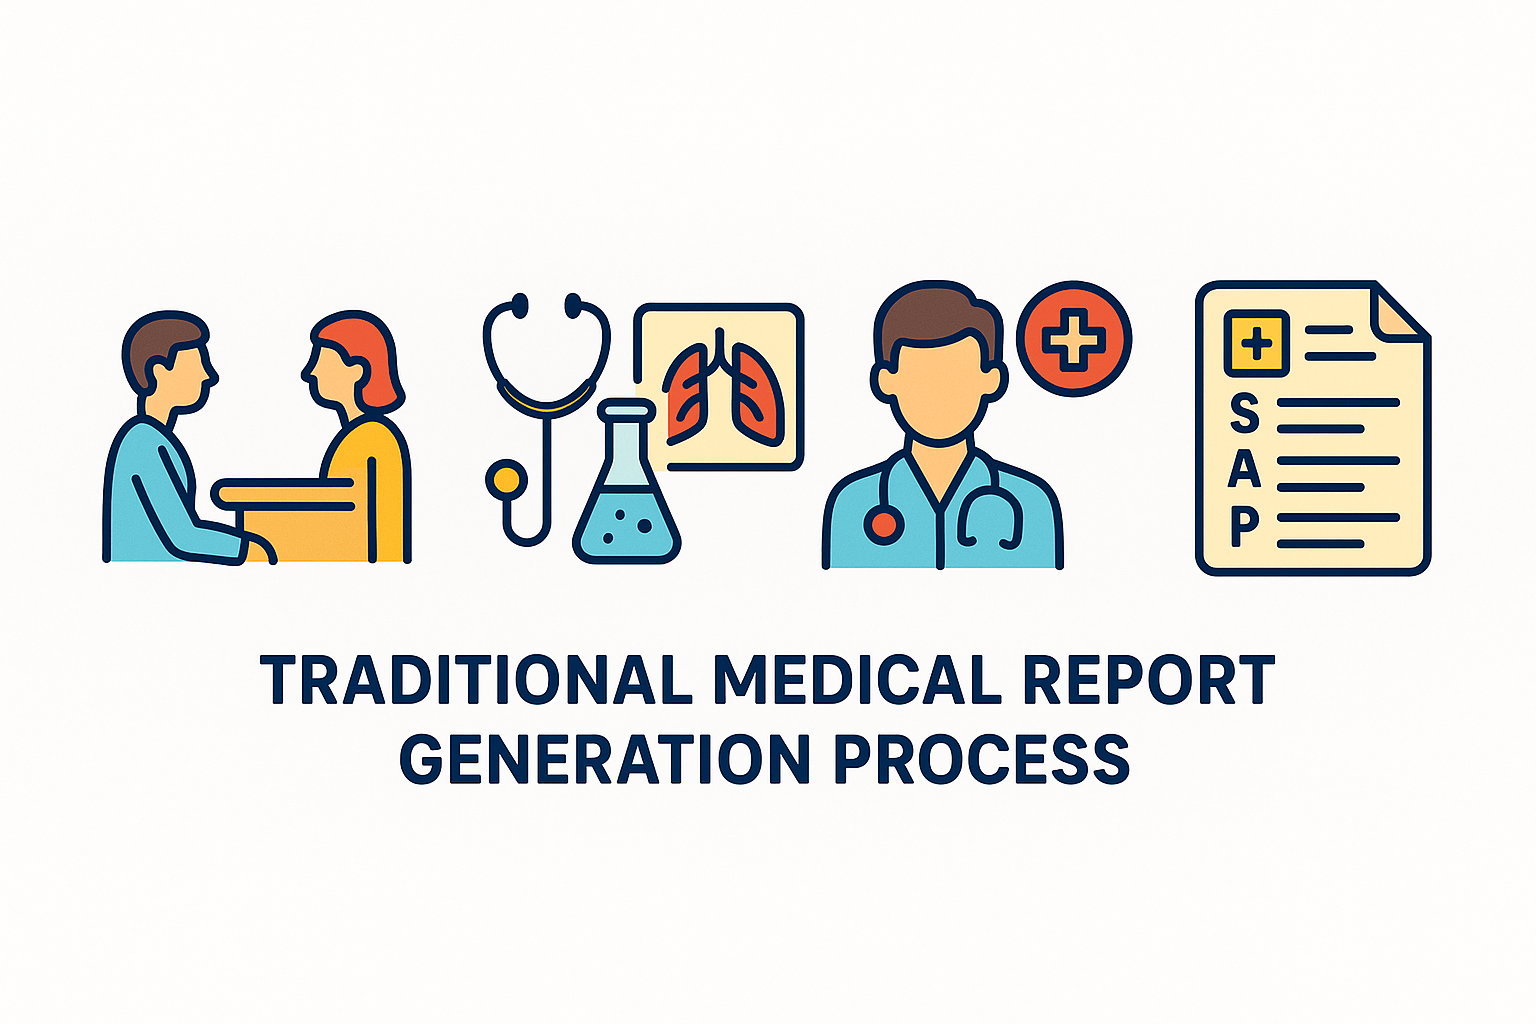 S
A
P
TRADITIONAL MEDICAL REPORT
GENERATION PROCESS